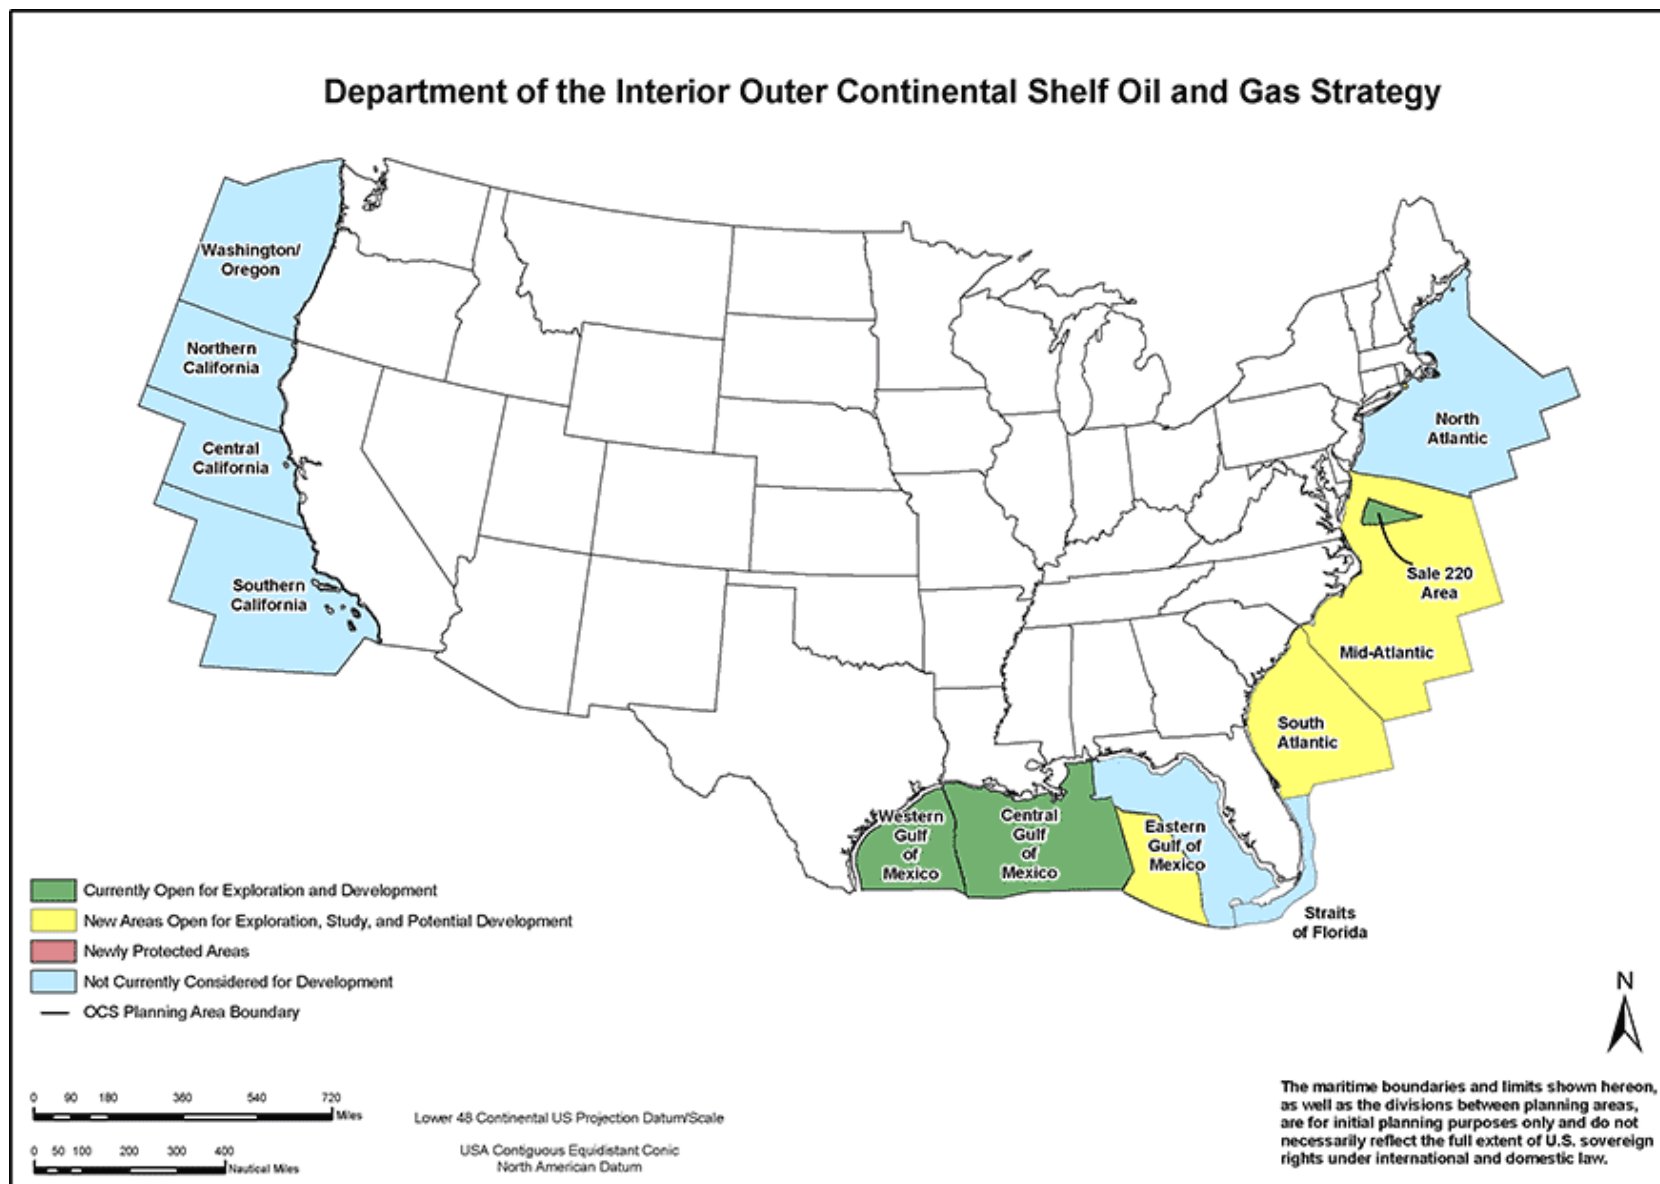 Department of the Interior Outer Continental Shelf Oil and Gas Strategy
Washington/
Oregon
Northern
California
Central
California
Southern
California
North
Atlantic
Sale 220
Area
Mid-Atlantic
South
Atlantic
Western
Gulf
of
Mexico
Central
Gulf
of
Mexico
Eastern
Gulf of
Mexico
Straits
of Florida
Currently Open for Exploration and Development
New Areas Open for Exploration, Study, and Potential Development
Newly Protected Areas
Not Currently Considered for Development
OCS Planning Area Boundary
N
0 90 180 360 540 720
Miles
0 50 100 200 300 400
Nautical Miles
Lower 48 Continental US Projection Datum/Scale
USA Contiguous Equidistant Conic
North American Datum
The maritime boundaries and limits shown hereon,
as well as the divisions between planning areas,
are for initial planning purposes only and do not
necessarily reflect the full extent of U.S. sovereign
rights under international and domestic law.